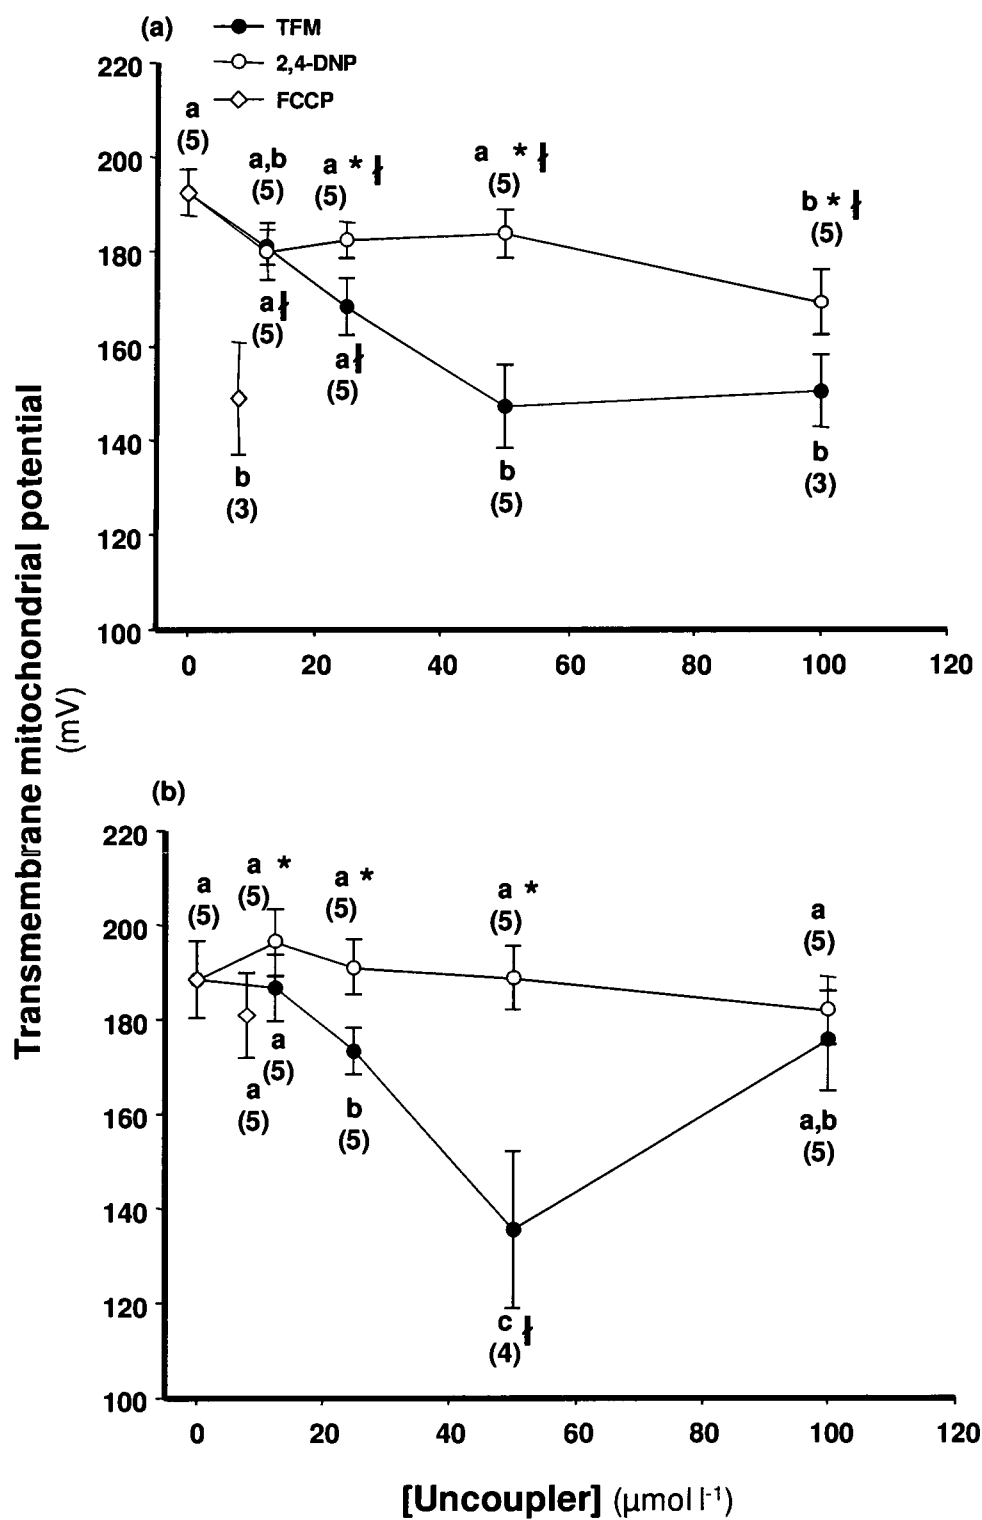 (a)
TFM
2,4-DNP
FCCP
220
200
180
160
140
120
100
a
(5)
a,b
(5)
a *ƚ
(5)
a *ƚ
(5)
b *ƚ
(5)
aƚ
(5)
aƚ
(5)
b
(3)
b
(5)
b
(3)
0 20 40 60 80 100 120
Transmembrane mitochondrial potential
(mV)
(b)
220
200
180
160
140
120
100
a
(5)
a *
(5)
a *
(5)
a *
(5)
a
(5)
a
(5)
a
(5)
b
(5)
a,b
(5)
cƚ
(4)
0 20 40 60 80 100 120
[Uncoupler] (µmol l⁻¹)